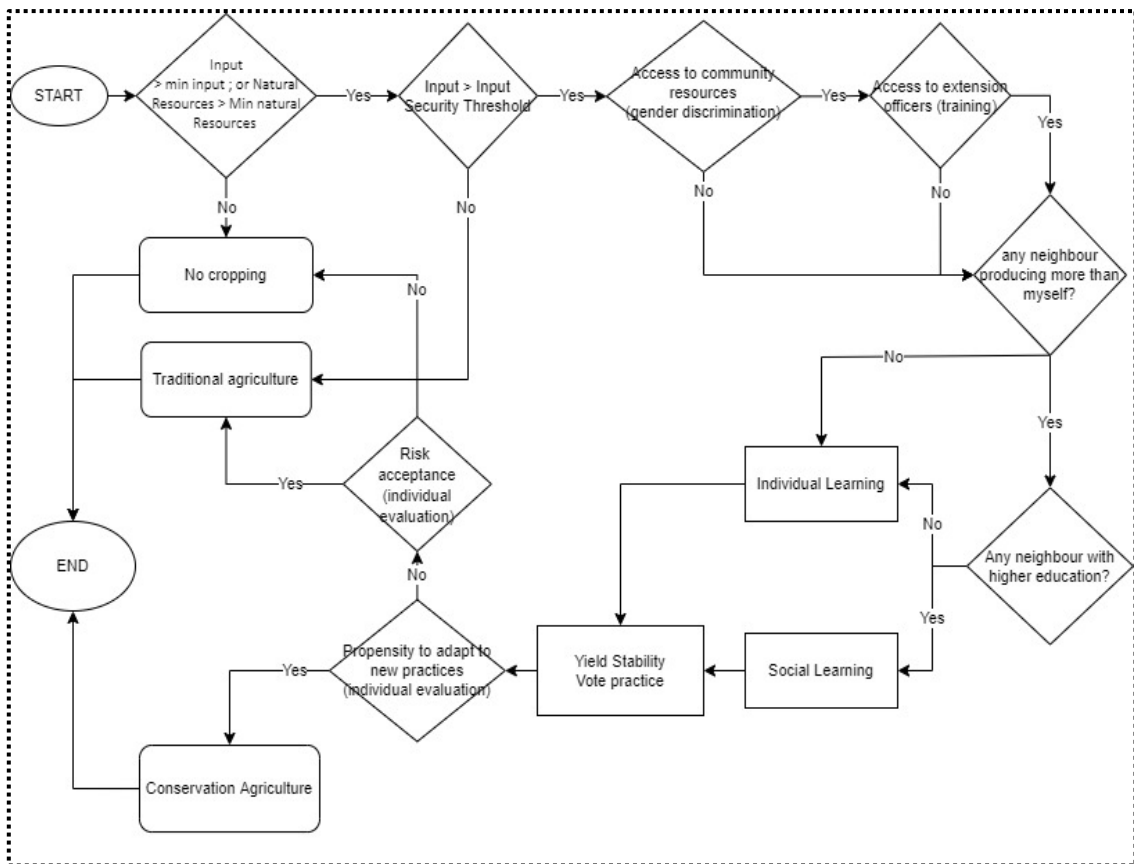 START
Input
> min input ; or Natural
Resources > Min natural
Resources
Yes
Input > Input
Security Threshold
Yes
Access to community
resources
(gender discrimination)
Yes
Access to extension
officers (training)
Yes
No
No
No
No
No cropping
No
any neighbour
producing more than
myself?
No
Traditional agriculture
Yes
Risk
acceptance
(individual
evaluation)
Yes
Individual Learning
No
Any neighbour with
higher education?
END
No
Yes
Propensity to adapt to
new practices
(individual evaluation)
Yes
Yield Stability
Vote practice
Social Learning
Conservation Agriculture